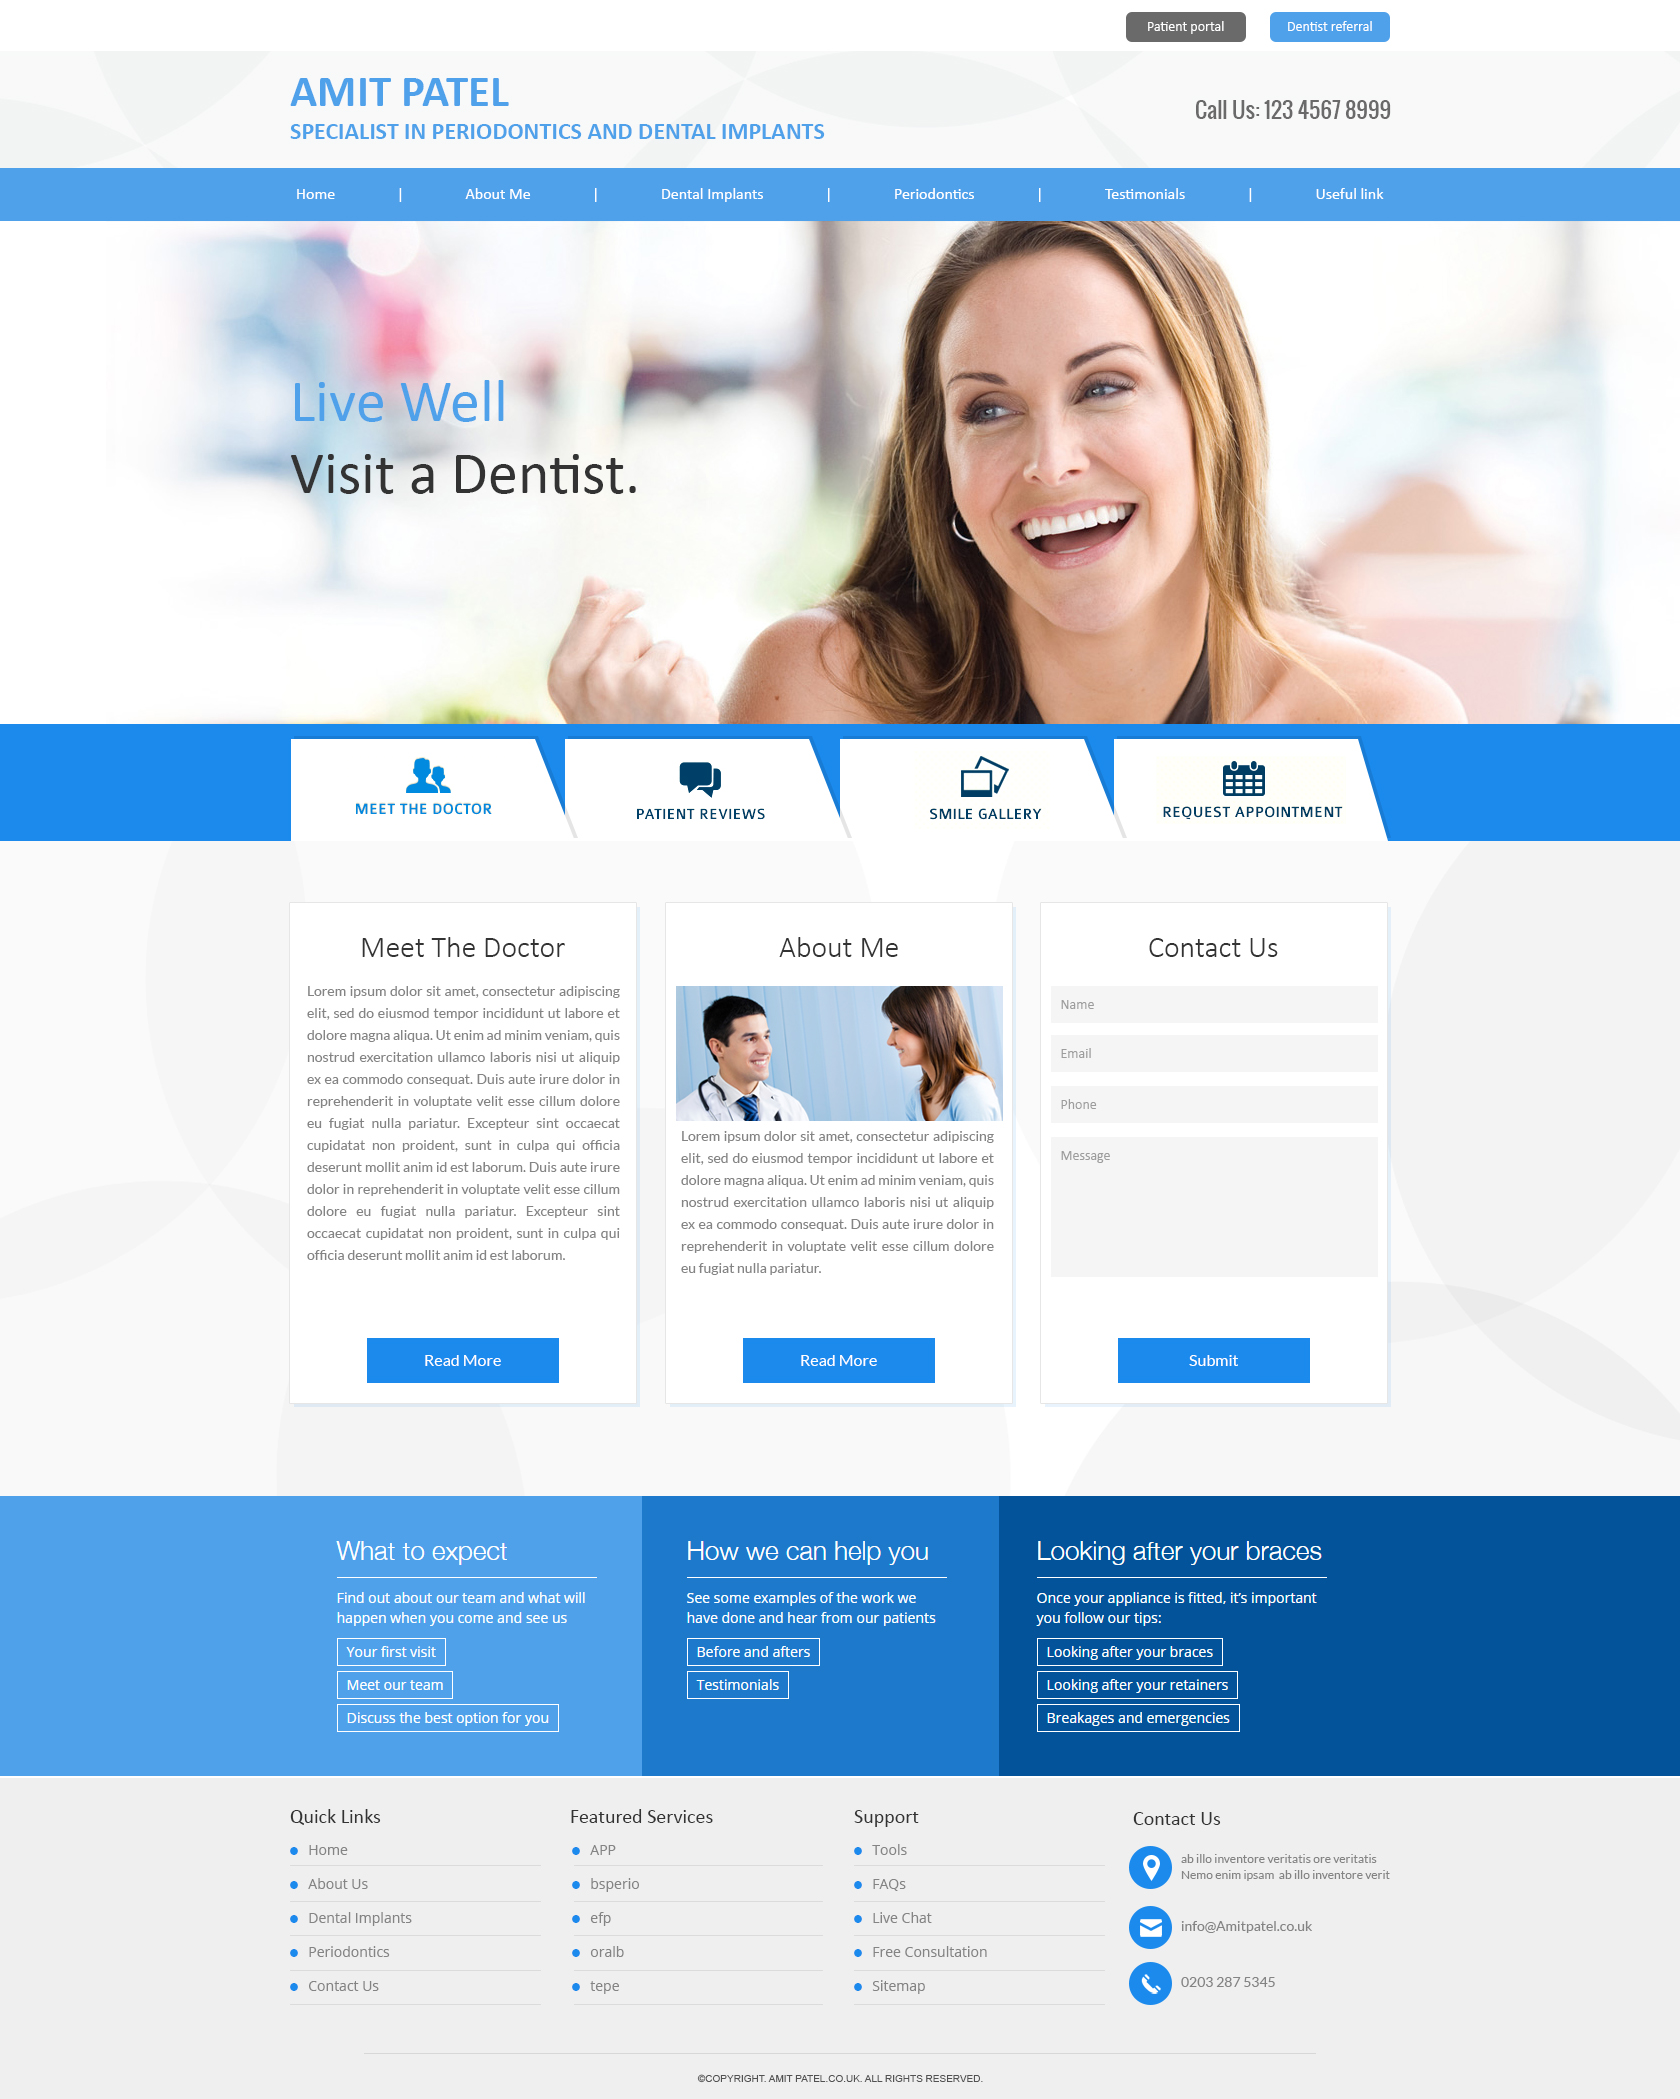 Patient portal
Dentist referral
AMIT PATEL
SPECIALIST IN PERIODONTICS AND DENTAL IMPLANTS
Call Us: 123 4567 8999
Home | About Me | Dental Implants | Periodontics | Testimonials | Useful link
Live Well
Visit a Dentist.
MEET THE DOCTOR
PATIENT REVIEWS
SMILE GALLERY
REQUEST APPOINTMENT
Meet The Doctor
Lorem ipsum dolor sit amet, consectetur adipiscing
elit, sed do eiusmod tempor incididunt ut labore et
dolore magna aliqua. Ut enim ad minim veniam, quis
nostrud exercitation ullamco laboris nisi ut aliquip
ex ea commodo consequat. Duis aute irure dolor in
reprehenderit in voluptate velit esse cillum dolore
eu fugiat nulla pariatur. Excepteur sint occaecat
cupidatat non proident, sunt in culpa qui officia
deserunt mollit anim id est laborum. Duis aute irure
dolor in reprehenderit in voluptate velit esse cillum
dolore eu fugiat nulla pariatur. Excepteur sint
occaecat cupidatat non proident, sunt in culpa qui
officia deserunt mollit anim id est laborum.
Read More
About Me
Lorem ipsum dolor sit amet, consectetur adipiscing
elit, sed do eiusmod tempor incididunt ut labore et
dolore magna aliqua. Ut enim ad minim veniam, quis
nostrud exercitation ullamco laboris nisi ut aliquip
ex ea commodo consequat. Duis aute irure dolor in
reprehenderit in voluptate velit esse cillum dolore
eu fugiat nulla pariatur.
Read More
Contact Us
Name
Email
Phone
Message
Submit
What to expect
Find out about our team and what will
happen when you come and see us
Your first visit
Meet our team
Discuss the best option for you
How we can help you
See some examples of the work we
have done and hear from our patients
Before and afters
Testimonials
Looking after your braces
Once your appliance is fitted, it's important
you follow our tips:
Looking after your braces
Looking after your retainers
Breakages and emergencies
Quick Links
Home
About Us
Dental Implants
Periodontics
Contact Us
Featured Services
APP
bsperio
efp
oralb
tepe
Support
Tools
FAQs
Live Chat
Free Consultation
Sitemap
Contact Us
ab illo inventore veritatis ore veritatis
Nemo enim ipsam ab illo inventore verit
info@Amitpatel.co.uk
0203 287 5345
©COPYRIGHT. AMIT PATEL.CO.UK. ALL RIGHTS RESERVED.